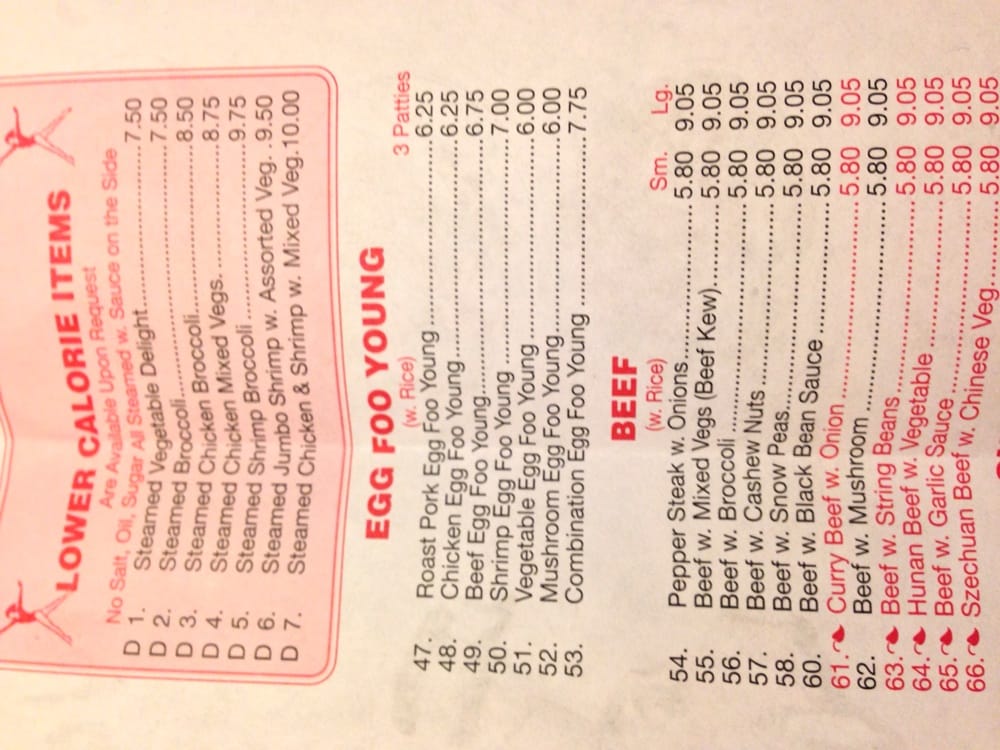 LOWER CALORIE ITEMS
Are Available Upon Request
No Salt, Oil, Sugar All Steamed w. Sauce on the Side
D 1. Steamed Vegetable Delight 7.50
D 2. Steamed Broccoli 7.50
D 3. Steamed Chicken Broccoli 8.50
D 4. Steamed Chicken Mixed Vegs. 8.75
D 5. Steamed Shrimp Broccoli 9.75
D 6. Steamed Jumbo Shrimp w. Assorted Veg. 9.50
D 7. Steamed Chicken & Shrimp w. Mixed Veg. 10.00
EGG FOO YOUNG
(w. Rice) 3 Patties
47. Roast Pork Egg Foo Young 6.25
48. Chicken Egg Foo Young 6.25
49. Beef Egg Foo Young 6.75
50. Shrimp Egg Foo Young 7.00
51. Vegetable Egg Foo Young 6.00
52. Mushroom Egg Foo Young 6.00
53. Combination Egg Foo Young 7.75
BEEF
(w. Rice) Sm. Lg.
54. Pepper Steak w. Onions 5.80 9.05
55. Beef w. Mixed Vegs (Beef Kew) 5.80 9.05
56. Beef w. Broccoli 5.80 9.05
57. Beef w. Cashew Nuts 5.80 9.05
58. Beef w. Snow Peas 5.80 9.05
60. Beef w. Black Bean Sauce 5.80 9.05
61. Curry Beef w. Onion 5.80 9.05
62. Beef w. Mushroom 5.80 9.05
63. Beef w. String Beans 5.80 9.05
64. Hunan Beef w. Vegetable 5.80 9.05
65. Beef w. Garlic Sauce 5.80 9.05
66. Szechuan Beef w. Chinese Veg. 5.80 9.05